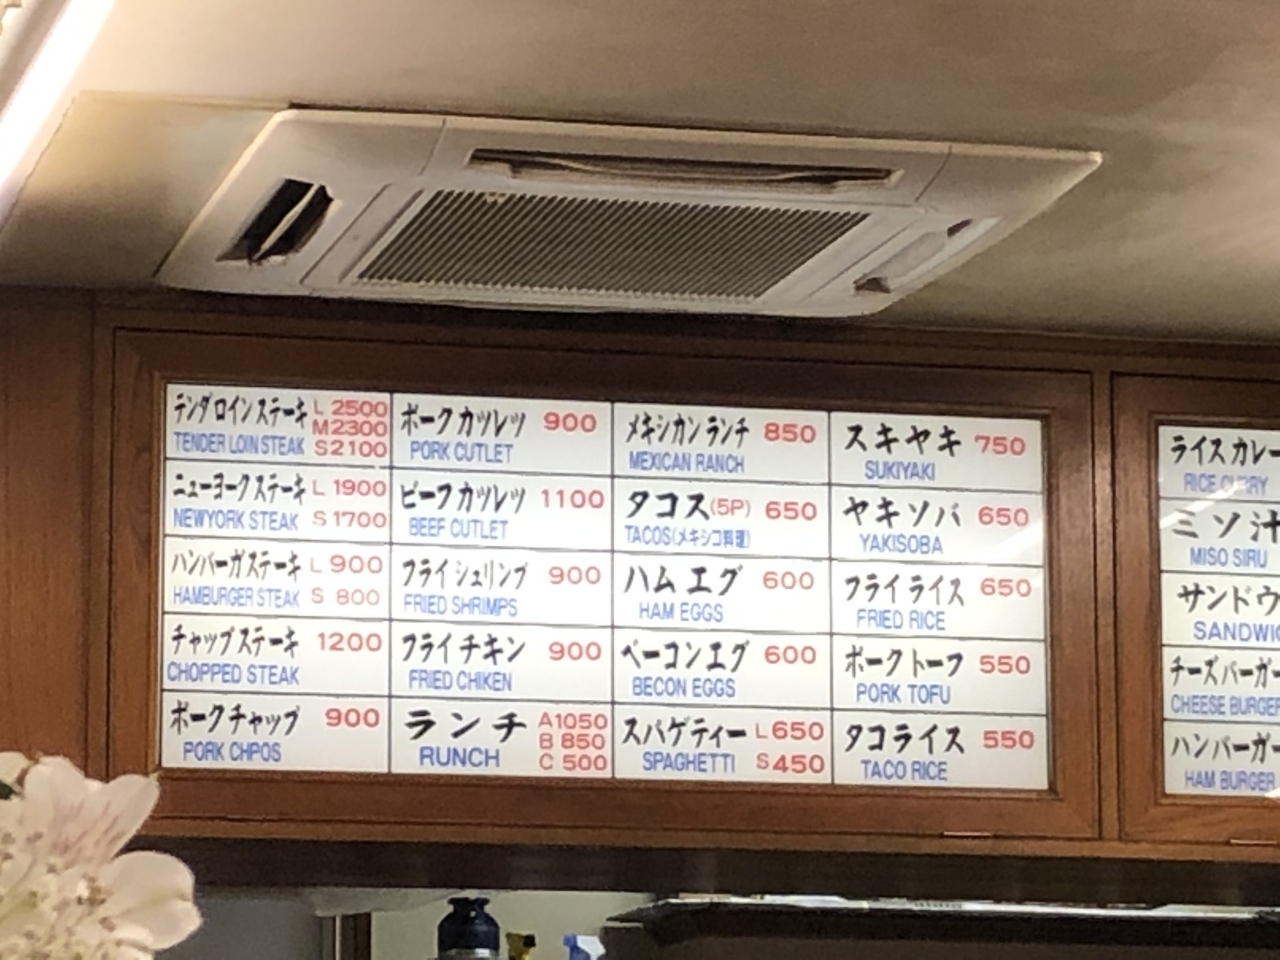 テンダロインステーキ L 2500
M2300
TENDER LOIN STEAK S2100
ポークカツレツ 900
PORK CUTLET
メキシカンランチ 850
MEXICAN RANCH
スキヤキ 750
SUKIYAKI
ニューヨークステーキ L 1900
NEWYORK STEAK S 1700
ビーフカツレツ 1100
BEEF CUTLET
タコス(5P) 650
TACOS(メキシコ料理)
ヤキソバ 650
YAKISOBA
ハンバーガステーキ L 900
HAMBURGER STEAK S 800
フライシュリンプ 900
FRIED SHRIMPS
ハムエグ 600
HAM EGGS
フライライス 650
FRIED RICE
チャップステーキ 1200
CHOPPED STEAK
フライチキン 900
FRIED CHIKEN
ベーコンエグ 600
BECON EGGS
ポークトーフ 550
PORK TOFU
ポークチャップ 900
PORK CHPOS
ランチ A1050
B 850
RUNCH C 500
スパゲティー L650
SPAGHETTI S450
タコライス 550
TACO RICE
ライスカレー
RICE CURRY
ミソ汁
MISO SIRU
サンドウ
SANDWIC
チーズバーガー
CHEESE BURGER
ハンバーガー
HAM BURGER